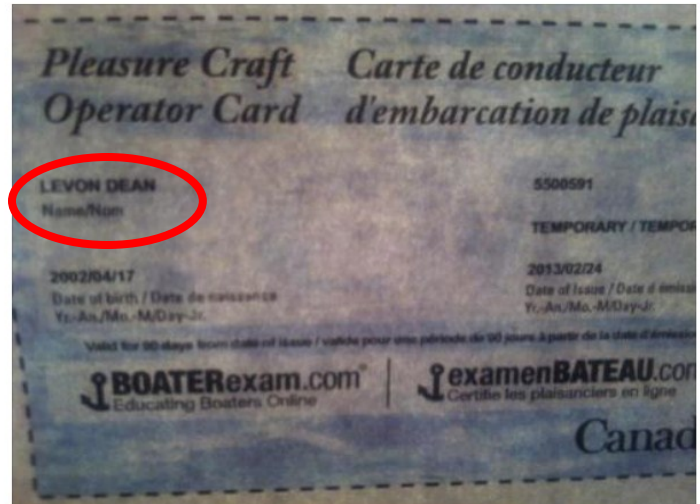 Pleasure Craft Carte de conducteur
Operator Card d'embarcation de plais
LEVON DEAN 5500591
Name/Nom
TEMPORARY / TEMPOR
2002/04/17 2013/02/24
Date of birth / Date de naissance Date of Issue / Date d émiss
Yr.-An./Mo.-M/Day-Jr. Yr.-An./Mo.-M/Day-Jr.
Valid for 90 days from date of issue / valide pour une période de 90 jours à partir de la date d'émission
BOATERexam.com® examenBATEAU.com
Educating Boaters Online Certifie les plaisanciers en ligne
Canad